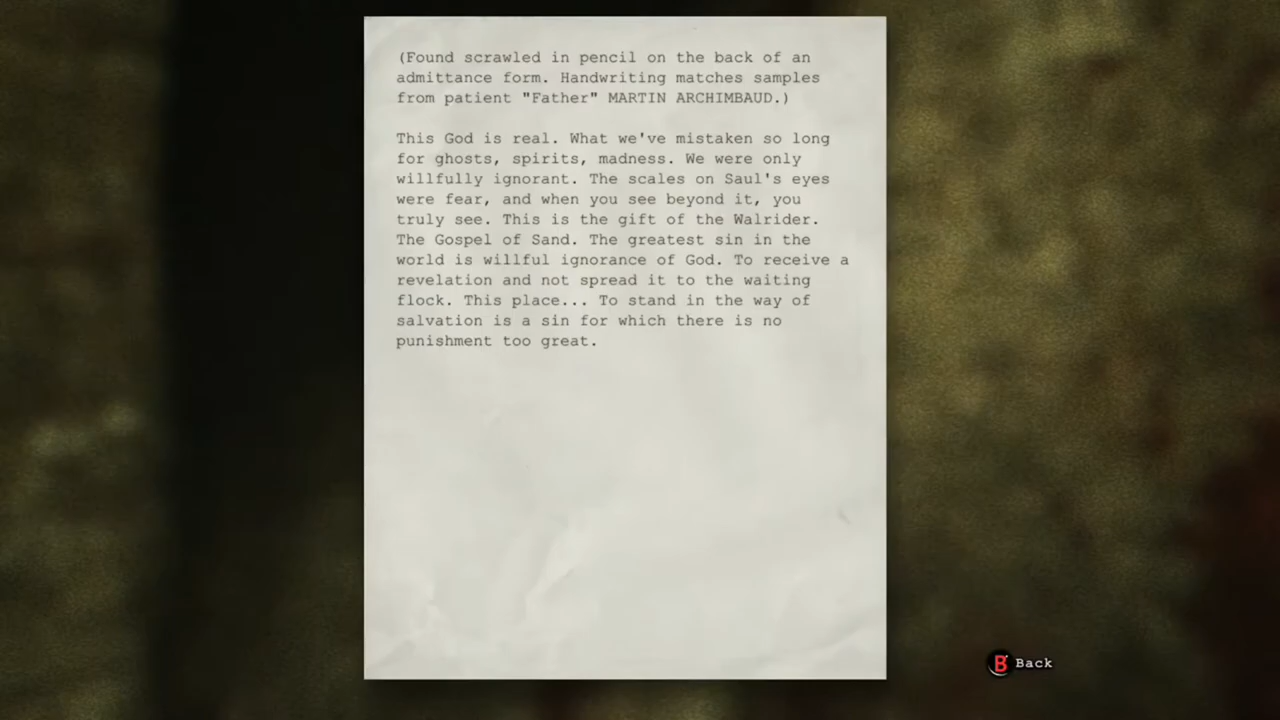 (Found scrawled in pencil on the back of an
admittance form. Handwriting matches samples
from patient "Father" MARTIN ARCHIMBAUD.)
This God is real. What we've mistaken so long
for ghosts, spirits, madness. We were only
willfully ignorant. The scales on Saul's eyes
were fear, and when you see beyond it, you
truly see. This is the gift of the Walrider.
The Gospel of Sand. The greatest sin in the
world is willful ignorance of God. To receive a
revelation and not spread it to the waiting
flock. This place... To stand in the way of
salvation is a sin for which there is no
punishment too great.
B Back